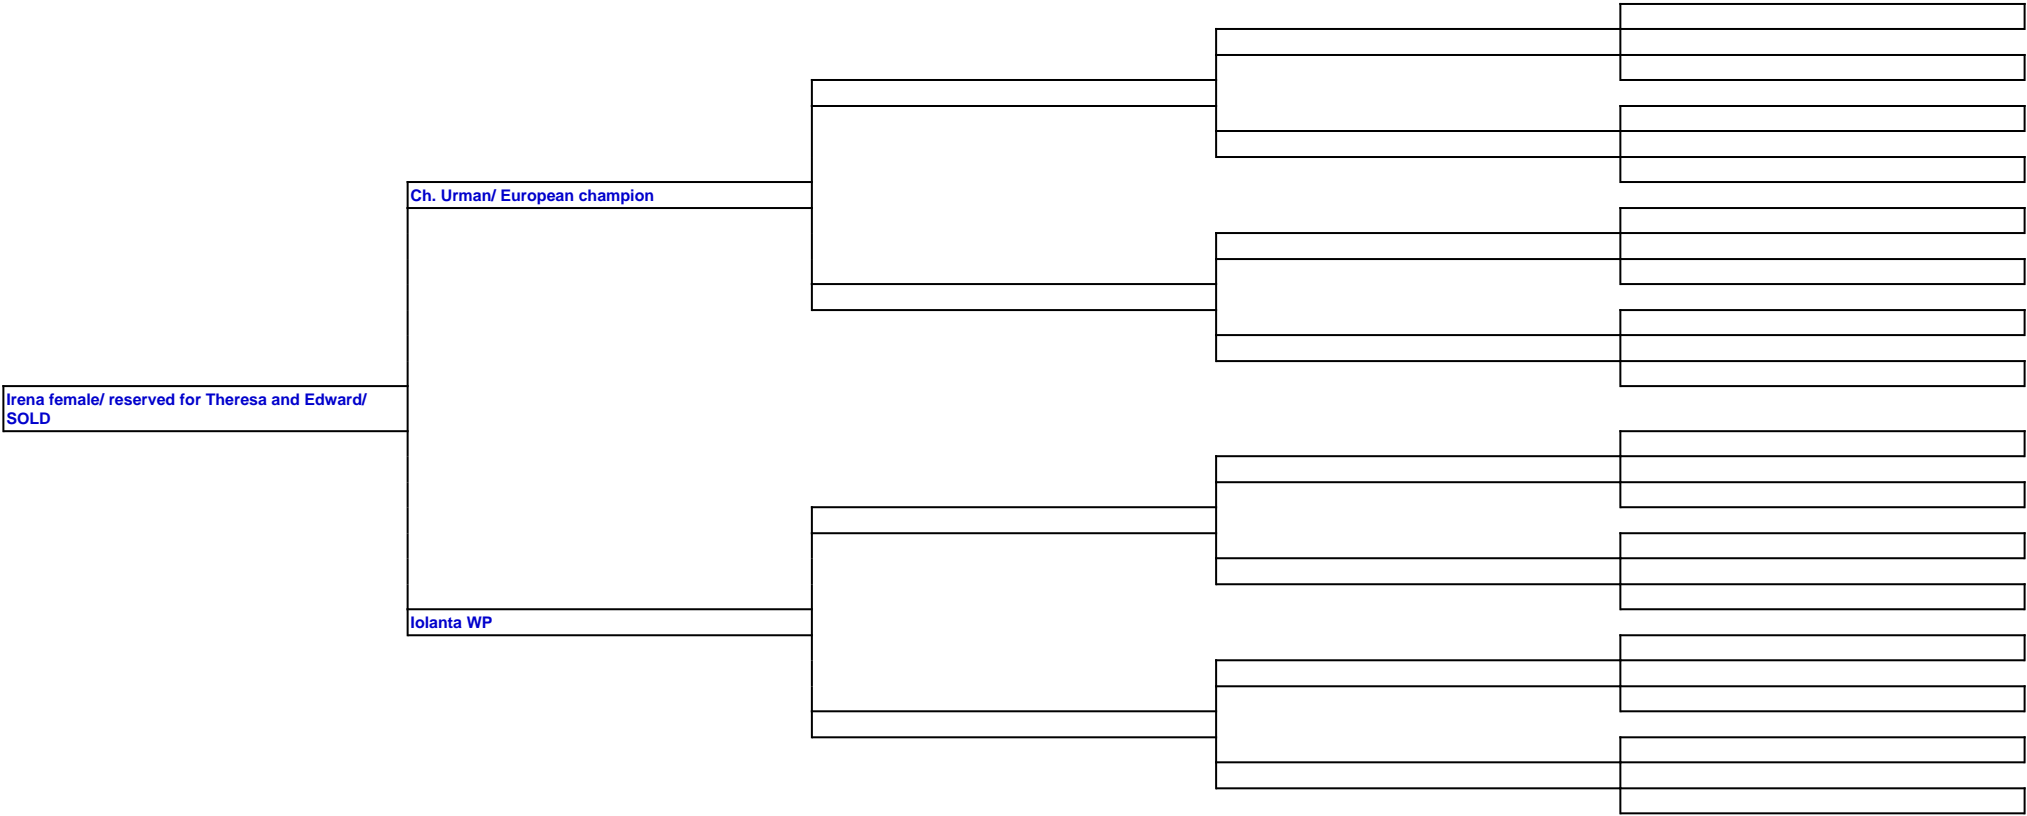 Ch. Urman/ European champion
Irena female/ reserved for Theresa and Edward/
SOLD
Iolanta WP